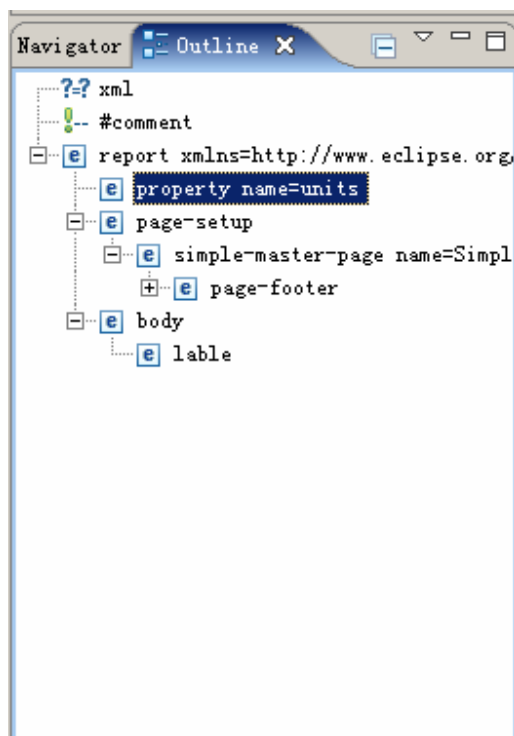 Navigator Outline
?=? xml
!-- #comment
report xmlns=http://www.eclipse.org/
property name=units
page-setup
simple-master-page name=Simpl
page-footer
body
lable